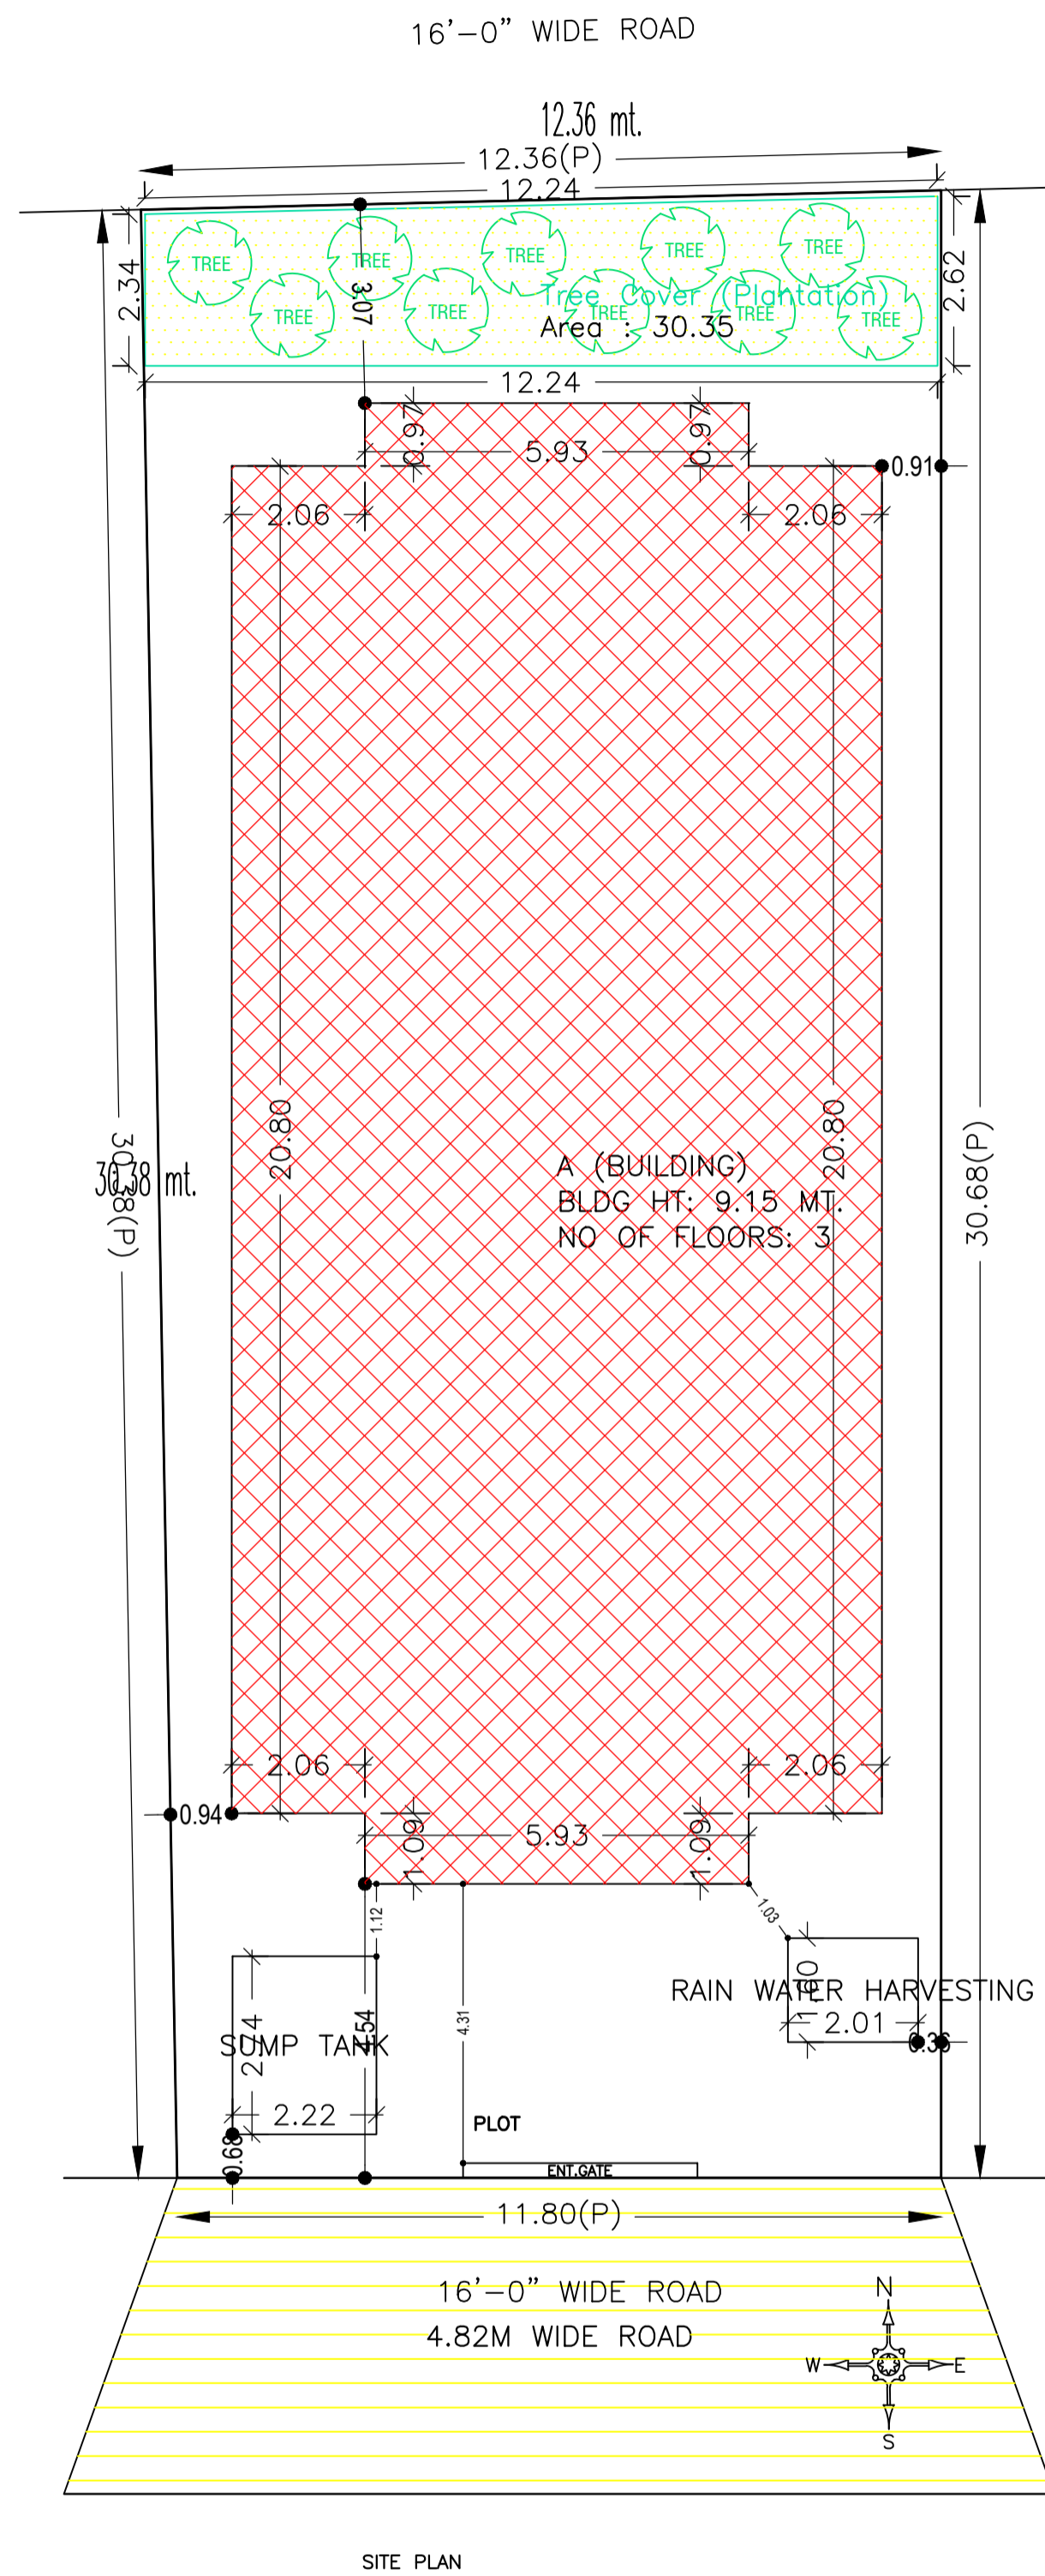 16'-0" WIDE ROAD
12.36 mt.
12.36(P)
12.24
TREE
TREE
TREE
TREE
TREE
2.34
3.07
2.62
TREE
TREE
TREE
TREE
TREE
Tree Cover (Plantation)
Area : 30.35
12.24
0.97
5.93
0.97
0.91
2.06
2.06
20.80
20.80
30.38 mt.
30.38(P)
30.68(P)
A (BUILDING)
BLDG HT: 9.15 MT.
NO OF FLOORS: 3
2.06
2.06
0.94
1.09
5.93
1.09
1.12
1.03
RAIN WATER HARVESTING
1.60
2.01
0.36
SUMP TANK
2.74
4.54
4.31
2.22
PLOT
0.68
ENT.GATE
11.80(P)
16'-0" WIDE ROAD
4.82M WIDE ROAD
N
W
E
S
SITE PLAN